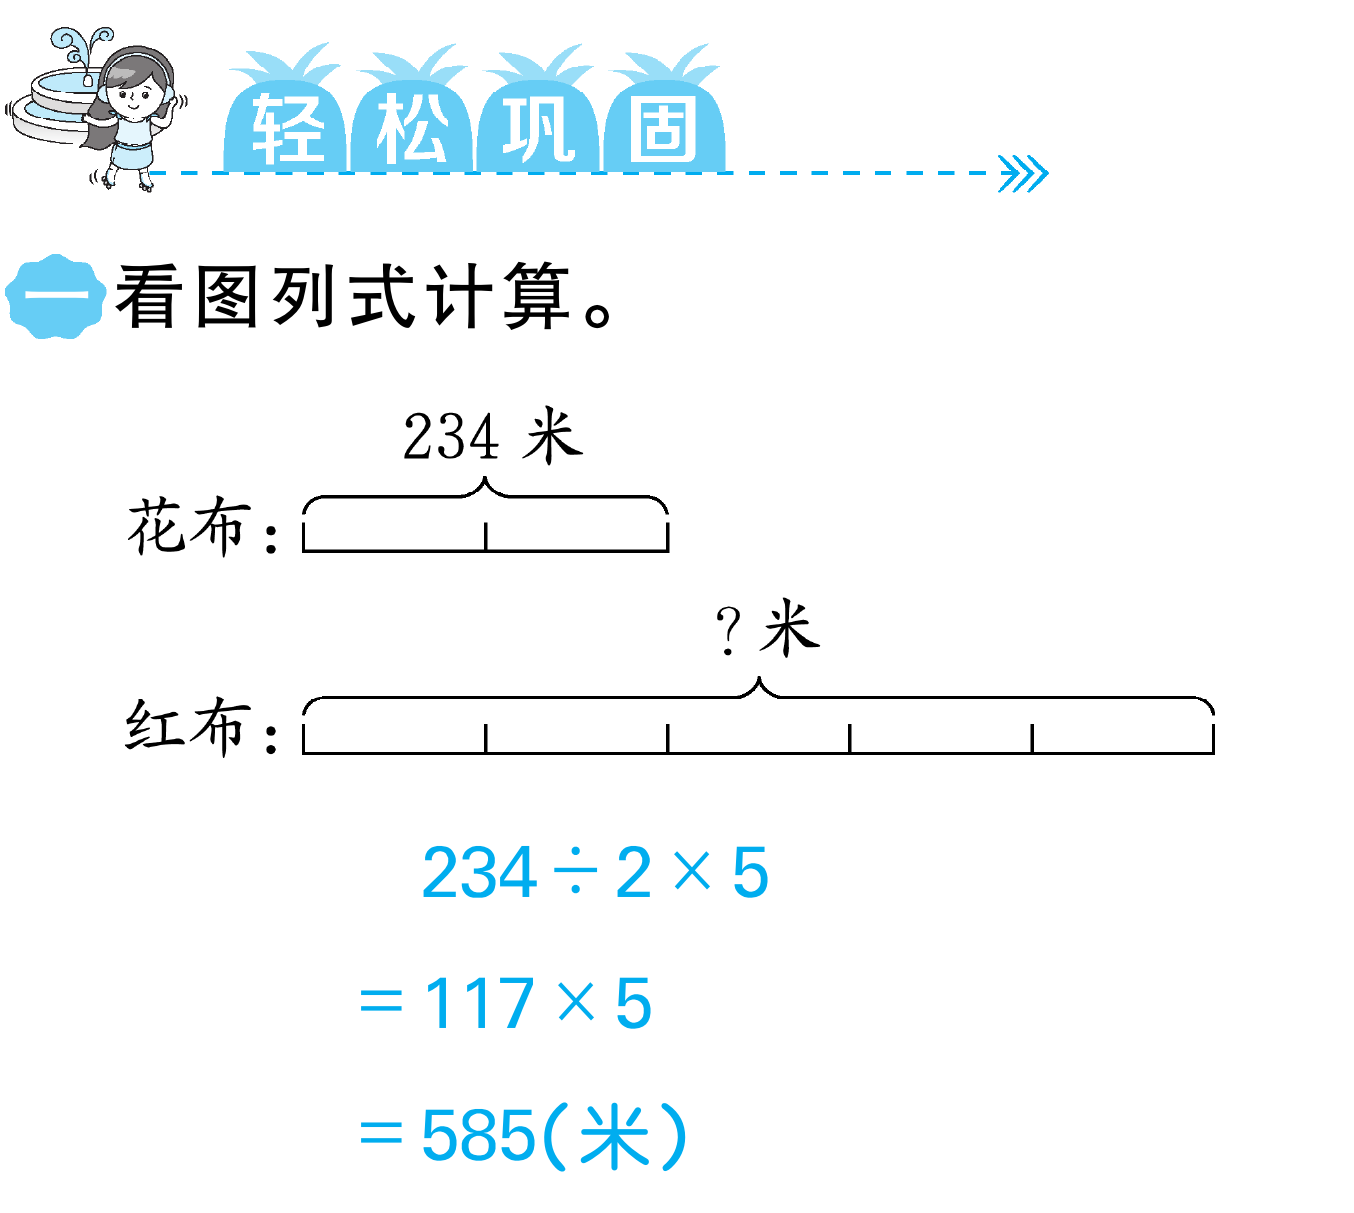 轻松巩固
一 看图列式计算。
234 米
花布：
？米
红布：
234÷2×5
=117×5
=585(米)